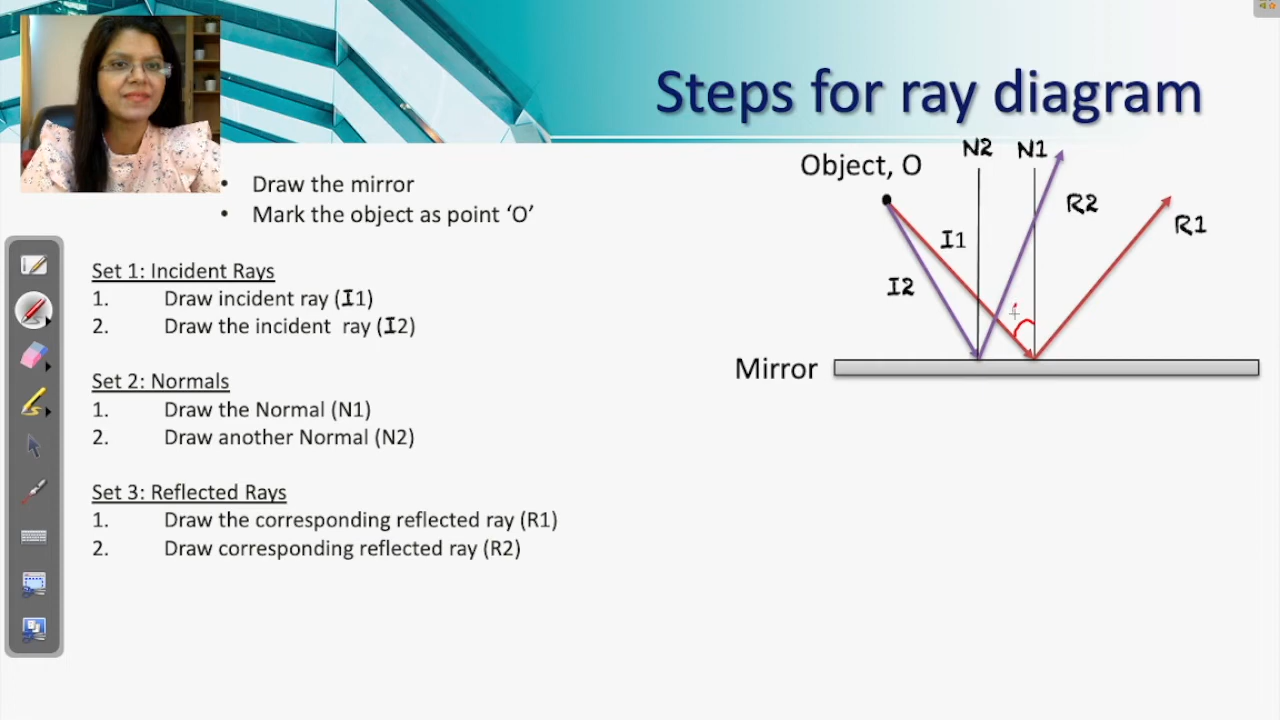 Steps for ray diagram
• Draw the mirror
• Mark the object as point ‘O’
Set 1: Incident Rays
1. Draw incident ray (I1)
2. Draw the incident ray (I2)
Set 2: Normals
1. Draw the Normal (N1)
2. Draw another Normal (N2)
Set 3: Reflected Rays
1. Draw the corresponding reflected ray (R1)
2. Draw corresponding reflected ray (R2)
N2 N1
Object, O
R2
R1
I1
I2
Mirror